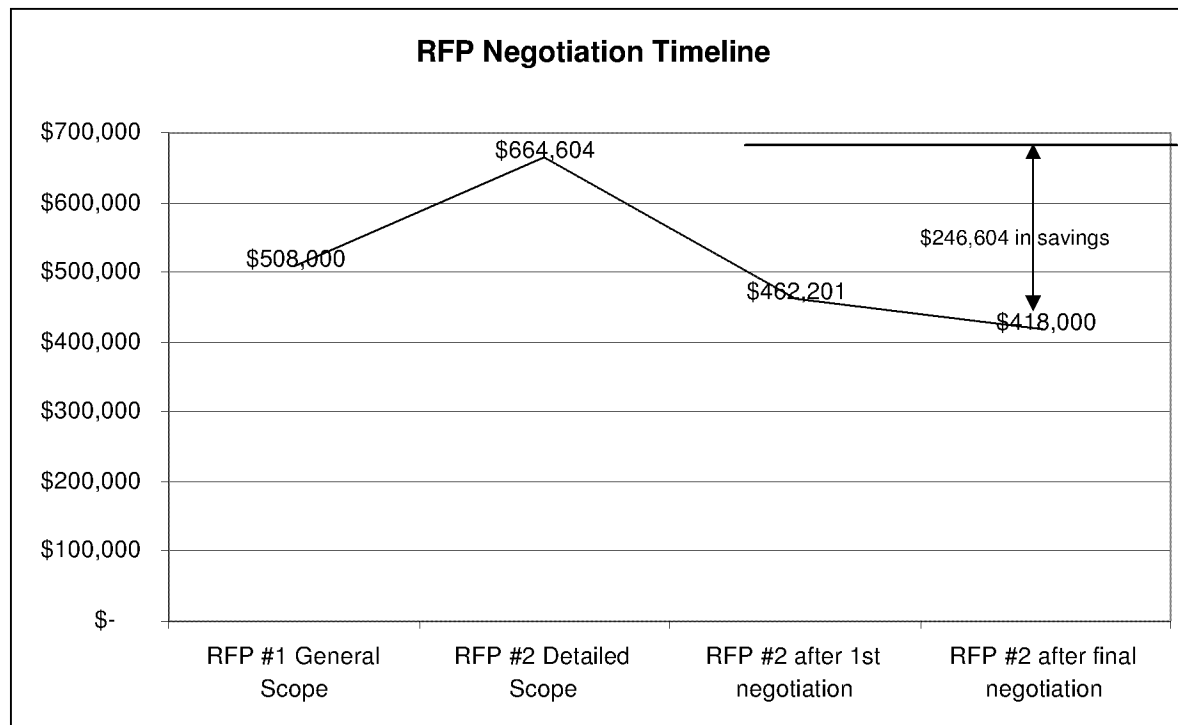 RFP Negotiation Timeline
$700,000
$600,000
$500,000
$400,000
$300,000
$200,000
$100,000
$-
$508,000
$664,604
$462,201
$418,000
$246,604 in savings
RFP #1 General
Scope
RFP #2 Detailed
Scope
RFP #2 after 1st
negotiation
RFP #2 after final
negotiation